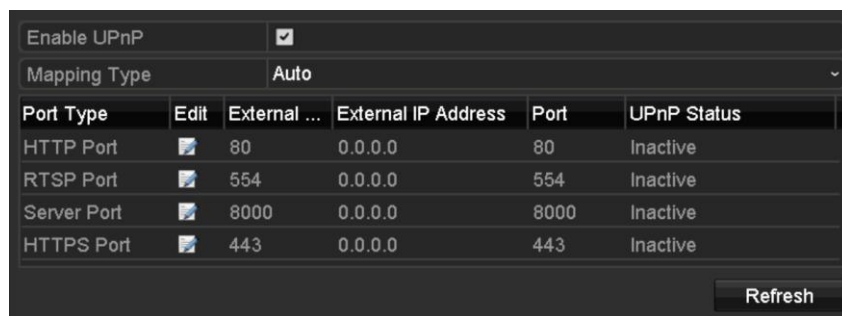 Enable UPnP
Mapping Type Auto
Port Type Edit External ... External IP Address Port UPnP Status
HTTP Port 80 0.0.0.0 80 Inactive
RTSP Port 554 0.0.0.0 554 Inactive
Server Port 8000 0.0.0.0 8000 Inactive
HTTPS Port 443 0.0.0.0 443 Inactive
Refresh